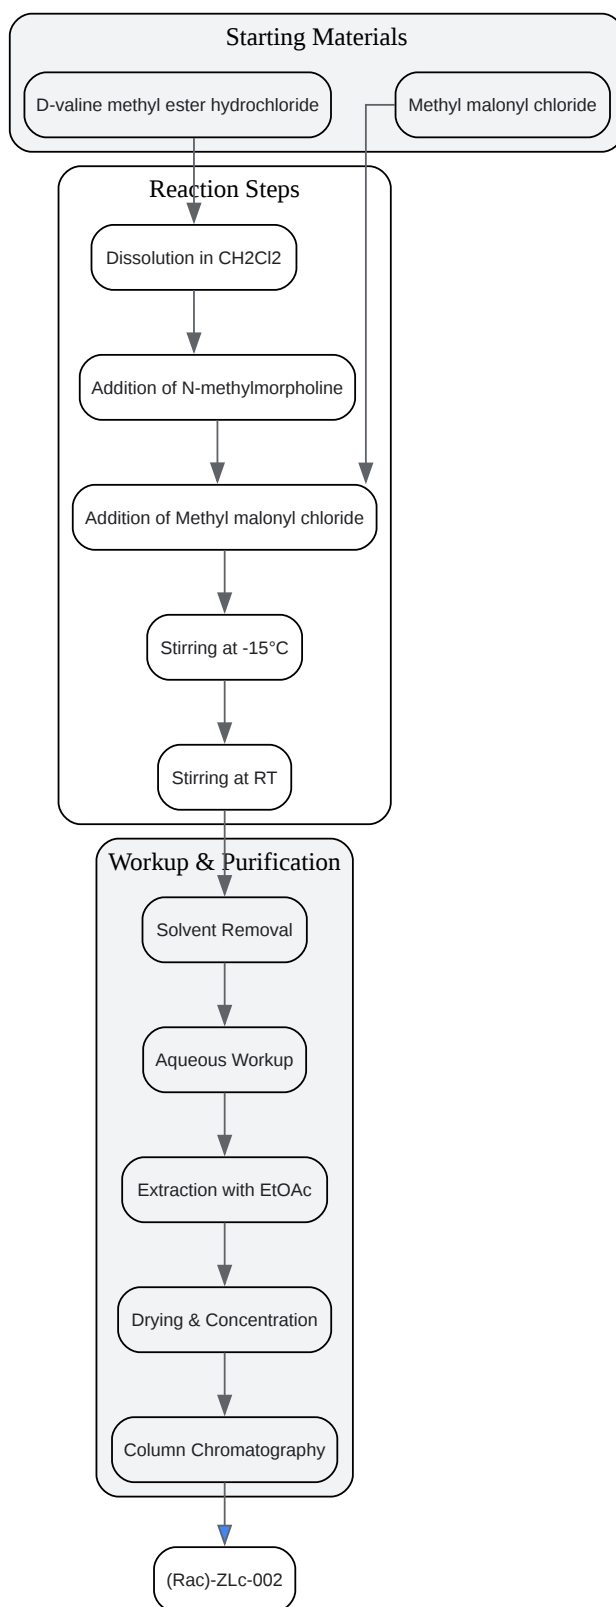 Starting Materials
D-valine methyl ester hydrochloride
Methyl malonyl chloride
Reaction Steps
Dissolution in CH2Cl2
Addition of N-methylmorpholine
Addition of Methyl malonyl chloride
Stirring at -15°C
Stirring at RT
Workup & Purification
Solvent Removal
Aqueous Workup
Extraction with EtOAc
Drying & Concentration
Column Chromatography
(Rac)-ZLc-002